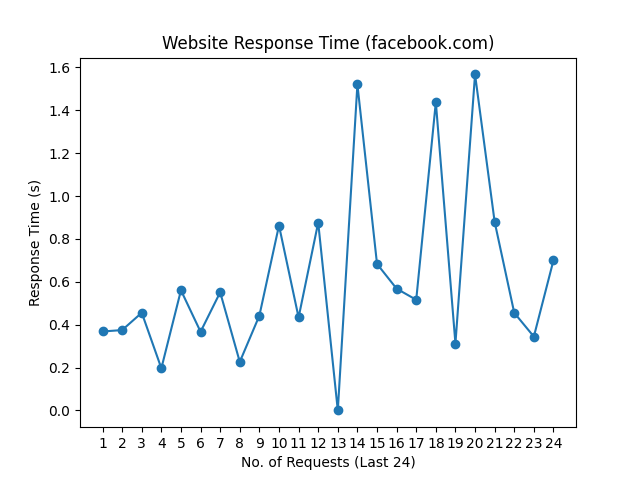 Website Response Time (facebook.com)
1.6
1.4
1.2
1.0
0.8
0.6
0.4
0.2
0.0
Response Time (s)
1 2 3 4 5 6 7 8 9 10 11 12 13 14 15 16 17 18 19 20 21 22 23 24
No. of Requests (Last 24)